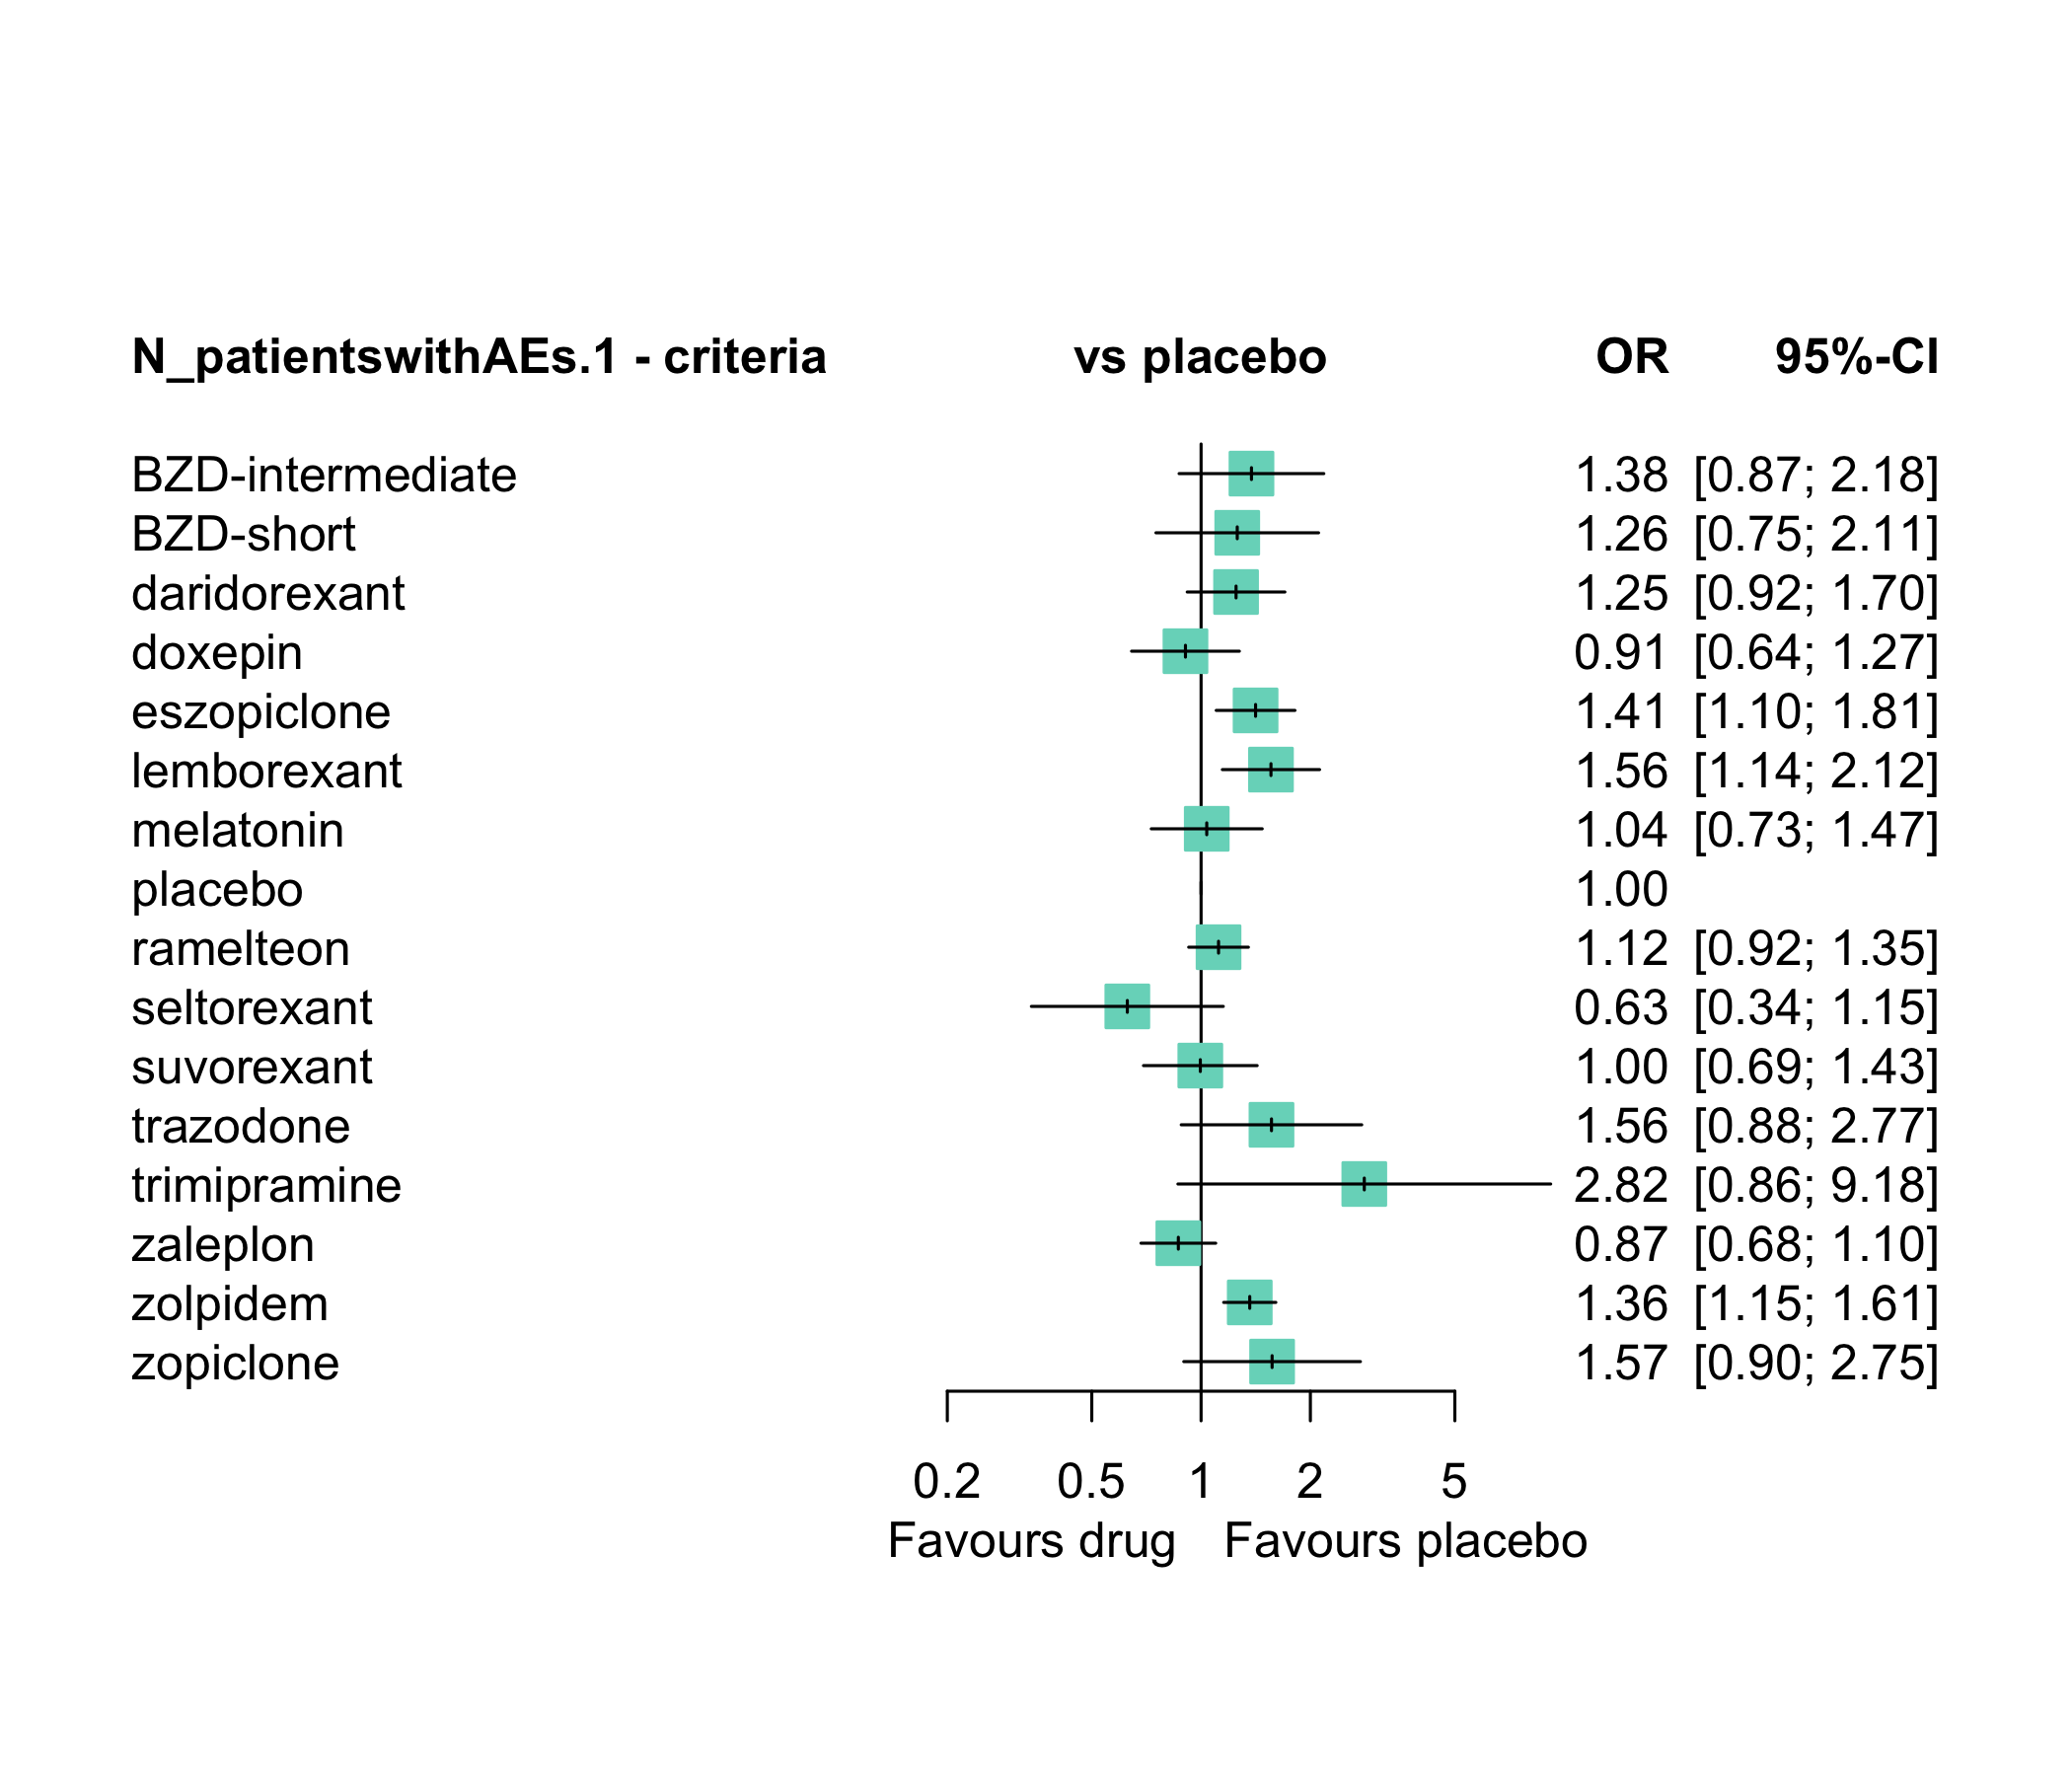 N_patientswithAEs.1 - criteria vs placebo OR 95%-CI
BZD-intermediate 1.38 [0.87; 2.18]
BZD-short 1.26 [0.75; 2.11]
daridorexant 1.25 [0.92; 1.70]
doxepin 0.91 [0.64; 1.27]
eszopiclone 1.41 [1.10; 1.81]
lemborexant 1.56 [1.14; 2.12]
melatonin 1.04 [0.73; 1.47]
placebo 1.00
ramelteon 1.12 [0.92; 1.35]
seltorexant 0.63 [0.34; 1.15]
suvorexant 1.00 [0.69; 1.43]
trazodone 1.56 [0.88; 2.77]
trimipramine 2.82 [0.86; 9.18]
zaleplon 0.87 [0.68; 1.10]
zolpidem 1.36 [1.15; 1.61]
zopiclone 1.57 [0.90; 2.75]
0.2 0.5 1 2 5
Favours drug Favours placebo